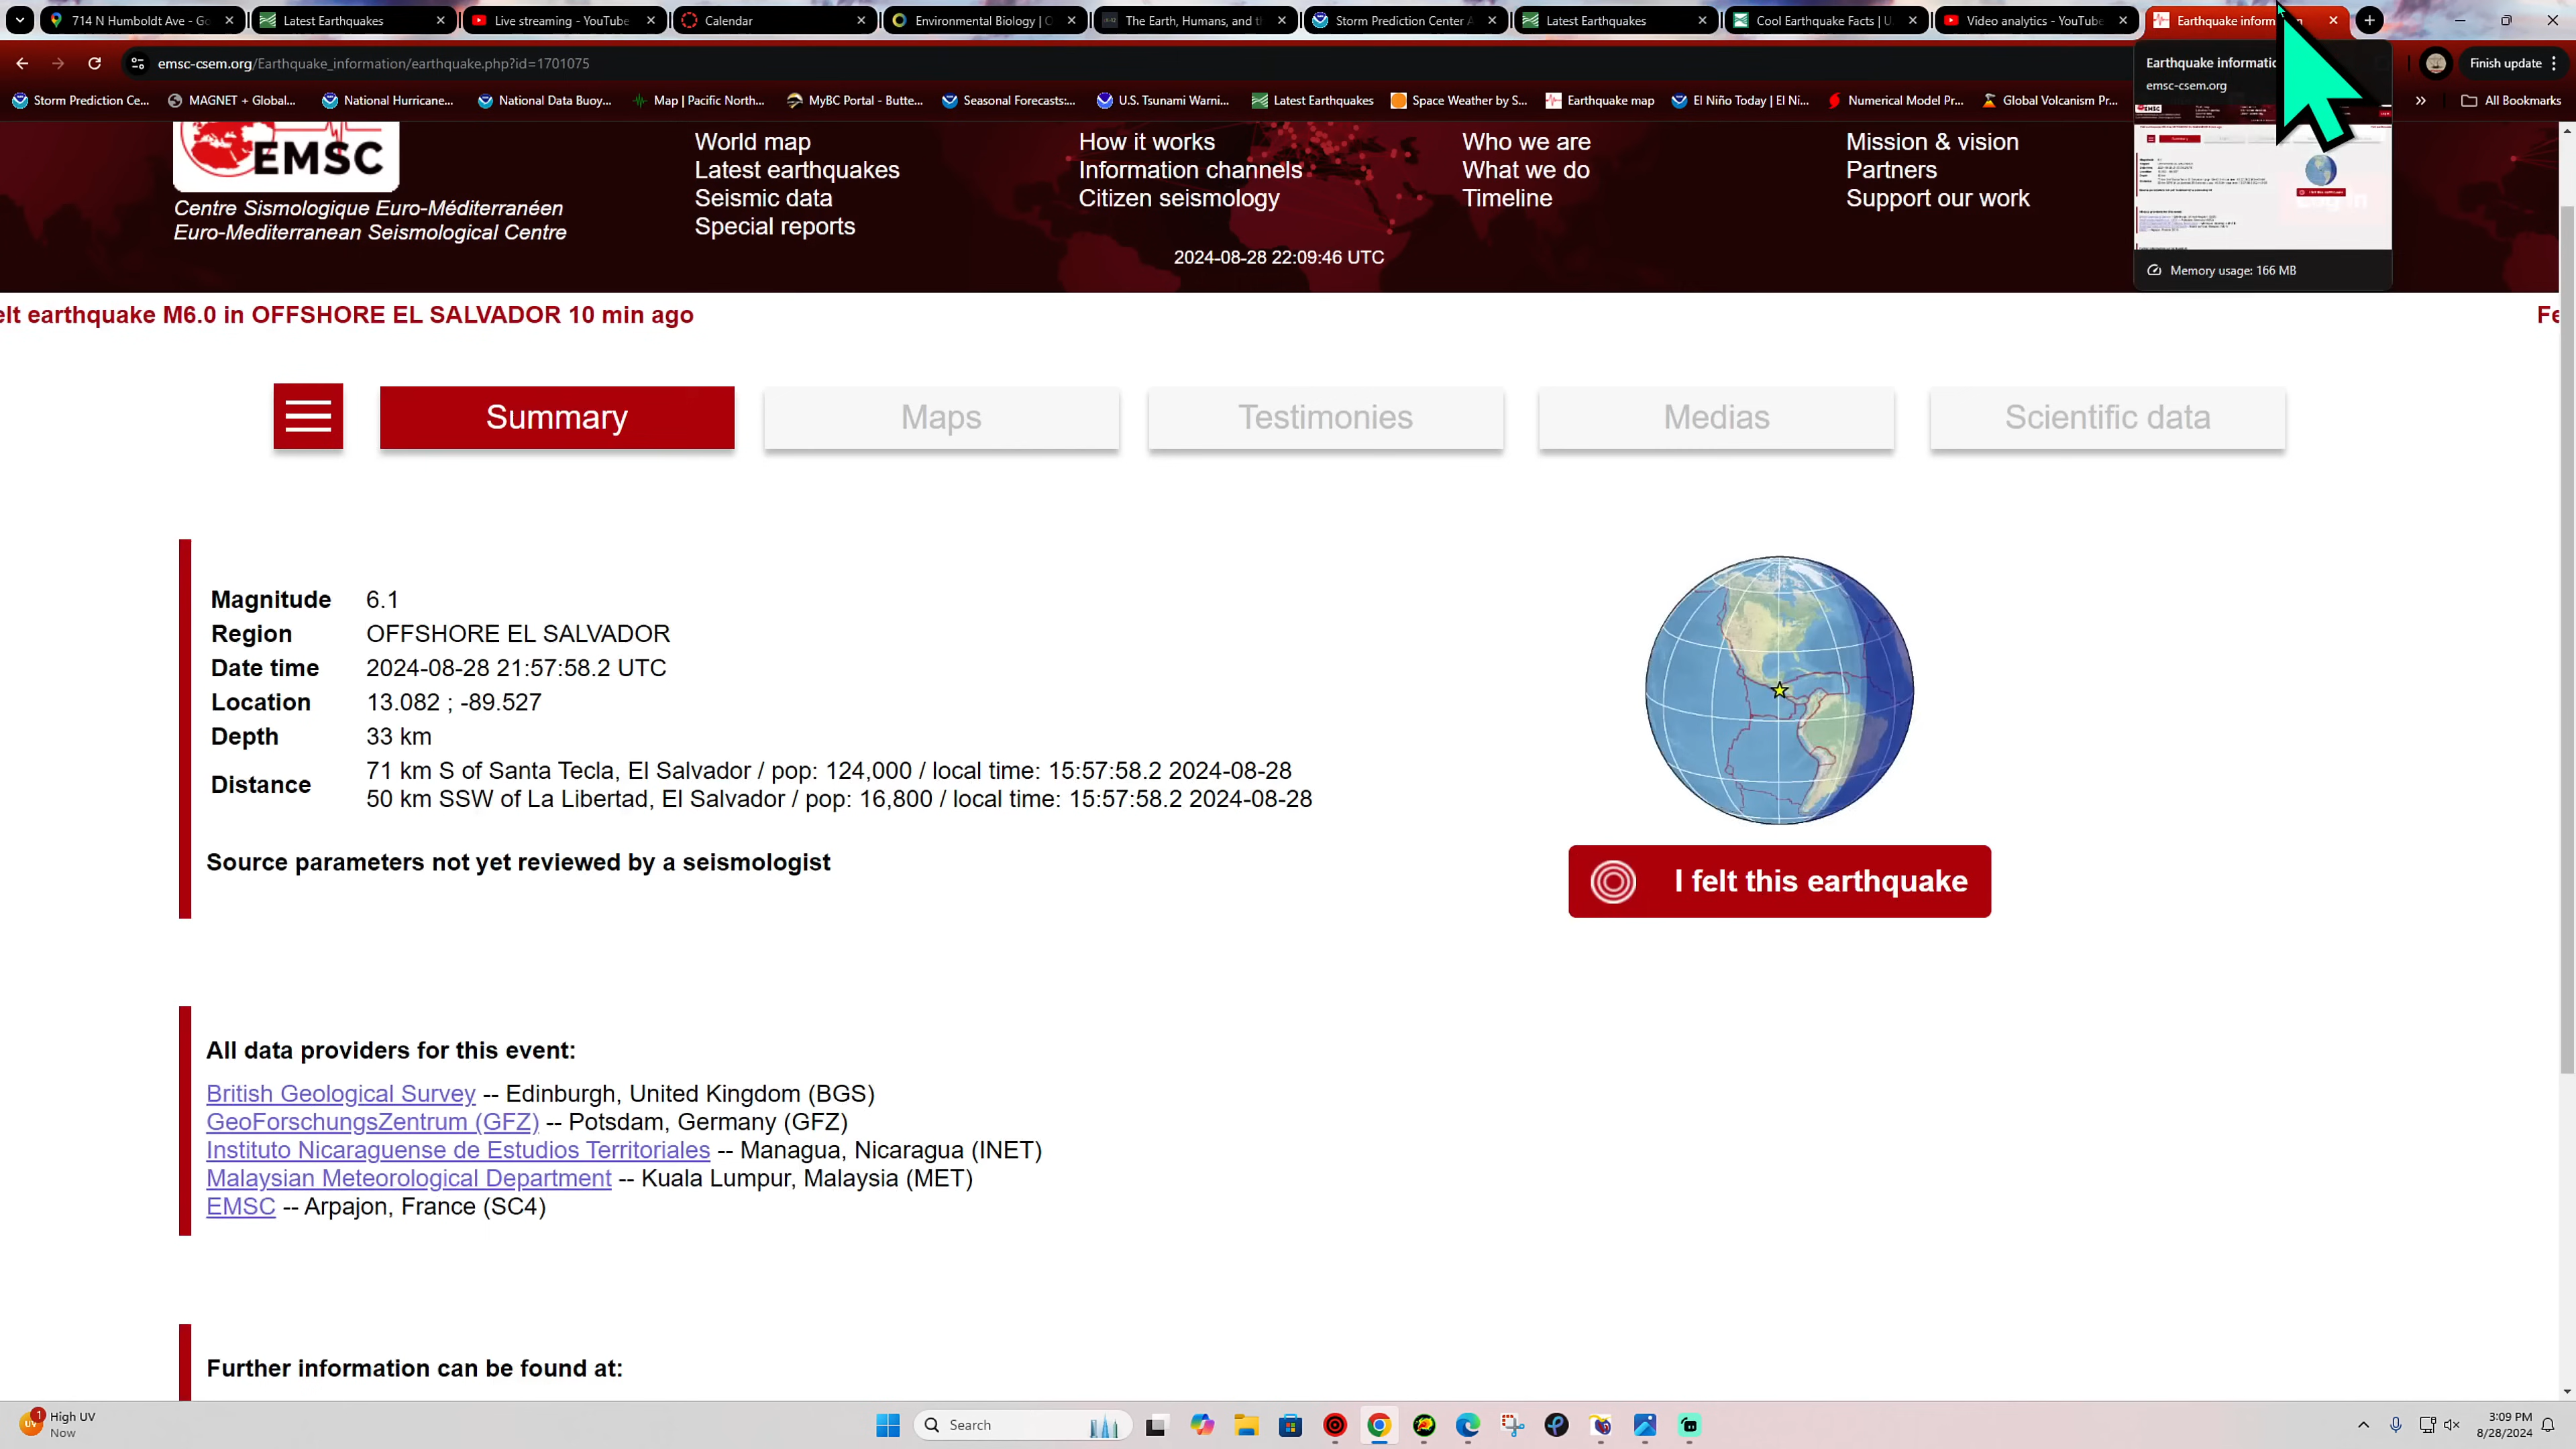 714 N Humboldt Ave - Go
Latest Earthquakes
Live streaming - YouTube
Calendar
Environmental Biology | O
The Earth, Humans, and th
Storm Prediction Center A
Latest Earthquakes
Cool Earthquake Facts | U.
Video analytics - YouTube
Earthquake inform
emsc-csem.org/Earthquake_information/earthquake.php?id=1701075
Finish update
Storm Prediction Ce...
MAGNET + Global...
National Hurricane...
National Data Buoy...
Map | Pacific North...
MyBC Portal - Butte...
Seasonal Forecasts:...
U.S. Tsunami Warni...
Latest Earthquakes
Space Weather by S...
Earthquake map
El Niño Today | El Ni...
Numerical Model Pr...
Global Volcanism Pr...
All Bookmarks
Earthquake informatio
emsc-csem.org
Memory usage: 166 MB
EMSC
Centre Sismologique Euro-Méditerranéen
Euro-Mediterranean Seismological Centre
World map
Latest earthquakes
Seismic data
Special reports
How it works
Information channels
Citizen seismology
Who we are
What we do
Timeline
Mission & vision
Partners
Support our work
2024-08-28 22:09:46 UTC
elt earthquake M6.0 in OFFSHORE EL SALVADOR 10 min ago
Fe
Summary
Maps
Testimonies
Medias
Scientific data
Magnitude 6.1
Region OFFSHORE EL SALVADOR
Date time 2024-08-28 21:57:58.2 UTC
Location 13.082 ; -89.527
Depth 33 km
Distance 71 km S of Santa Tecla, El Salvador / pop: 124,000 / local time: 15:57:58.2 2024-08-28
50 km SSW of La Libertad, El Salvador / pop: 16,800 / local time: 15:57:58.2 2024-08-28
Source parameters not yet reviewed by a seismologist
I felt this earthquake
All data providers for this event:
British Geological Survey -- Edinburgh, United Kingdom (BGS)
GeoForschungsZentrum (GFZ) -- Potsdam, Germany (GFZ)
Instituto Nicaraguense de Estudios Territoriales -- Managua, Nicaragua (INET)
Malaysian Meteorological Department -- Kuala Lumpur, Malaysia (MET)
EMSC -- Arpajon, France (SC4)
Further information can be found at:
1
UV
High UV
Now
Search
3:09 PM
8/28/2024